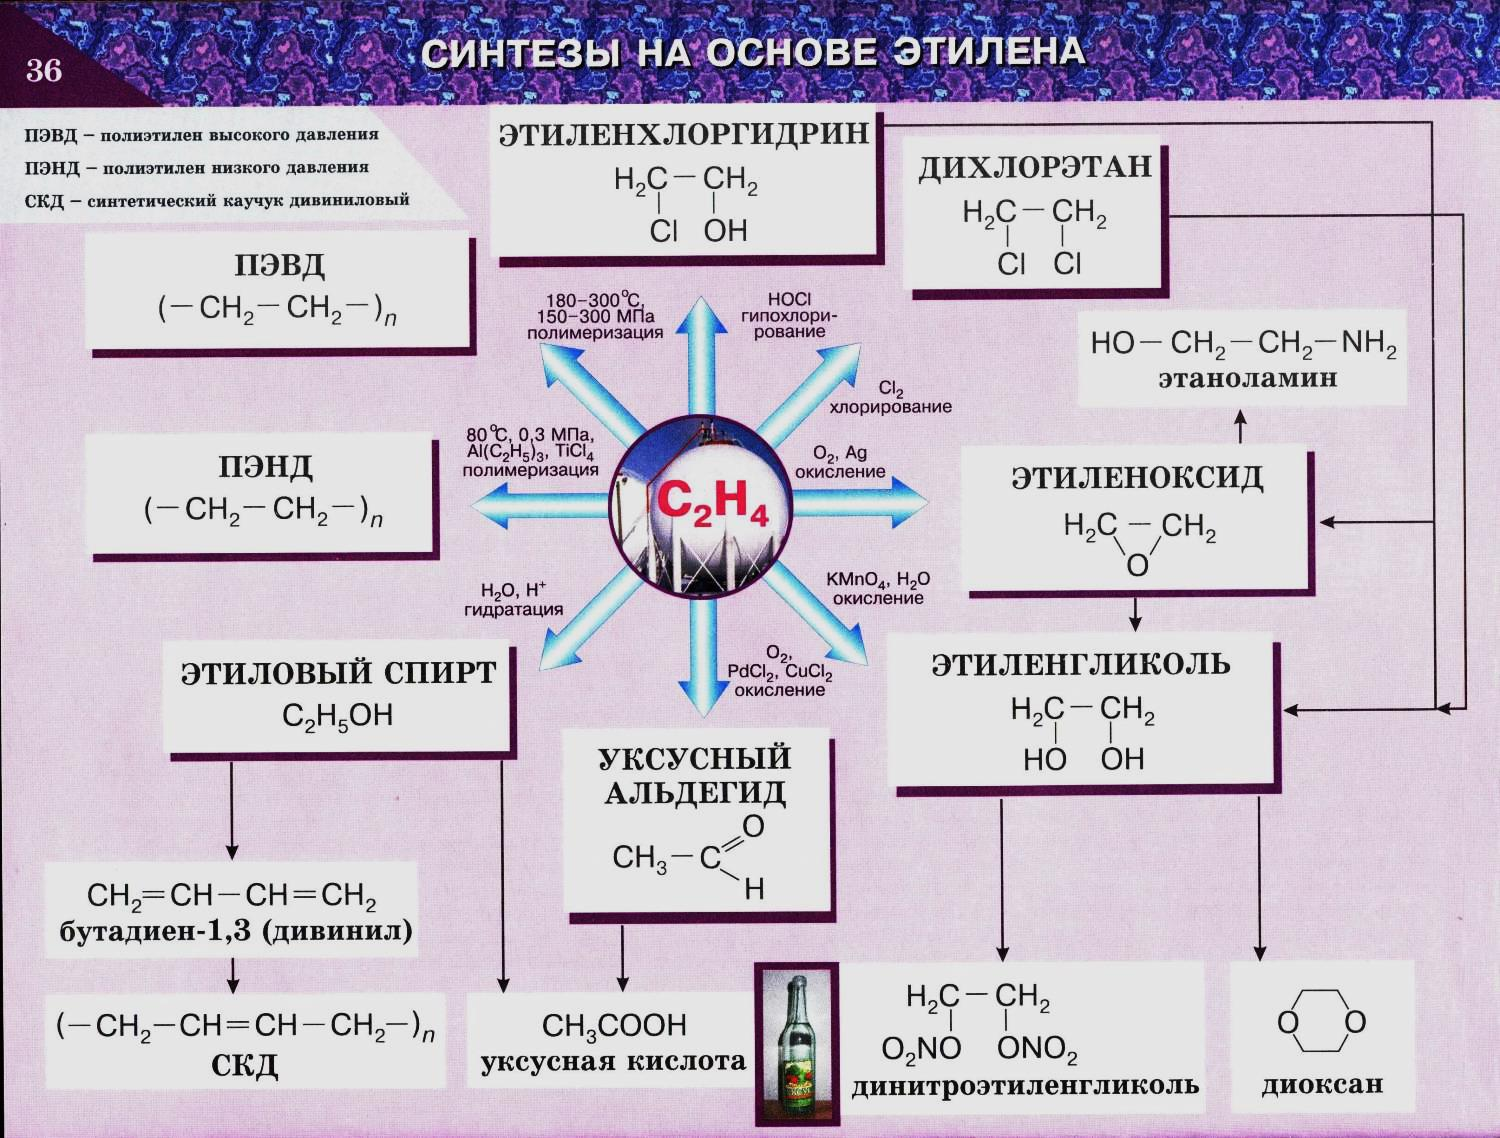 36
СИНТЕЗЫ НА ОСНОВЕ ЭТИЛЕНА
ПЭВД – полиэтилен высокого давления
ПЭНД – полиэтилен низкого давления
СКД – синтетический каучук дивиниловый
ЭТИЛЕНХЛОРГИДРИН
H₂C — CH₂
Cl OH
ДИХЛОРЭТАН
H₂C — CH₂
Cl Cl
ПЭВД
(— CH₂ — CH₂ —)n
180–300°C,
150–300 МПа
полимеризация
HOCl
гипохлори-
рование
HO — CH₂ — CH₂ — NH₂
этаноламин
Cl₂
хлорирование
ПЭНД
(— CH₂ — CH₂ —)n
80°C, 0,3 МПа,
Al(C₂H₅)₃, TiCl₄
полимеризация
C₂H₄
O₂, Ag
окисление
ЭТИЛЕНОКСИД
H₂C — CH₂
O
H₂O, H⁺
гидратация
KMnO₄, H₂O
окисление
O₂,
PdCl₂, CuCl₂
окисление
ЭТИЛОВЫЙ СПИРТ
C₂H₅OH
ЭТИЛЕНГЛИКОЛЬ
H₂C — CH₂
HO OH
УКСУСНЫЙ
АЛЬДЕГИД
O
CH₃ — C
H
CH₂=CH—CH=CH₂
бутадиен-1,3 (дивинил)
(—CH₂—CH=CH—CH₂—)n
СКД
CH₃COOH
уксусная кислота
H₂C — CH₂
O₂NO ONO₂
динитроэтиленгликоль
O O
диоксан